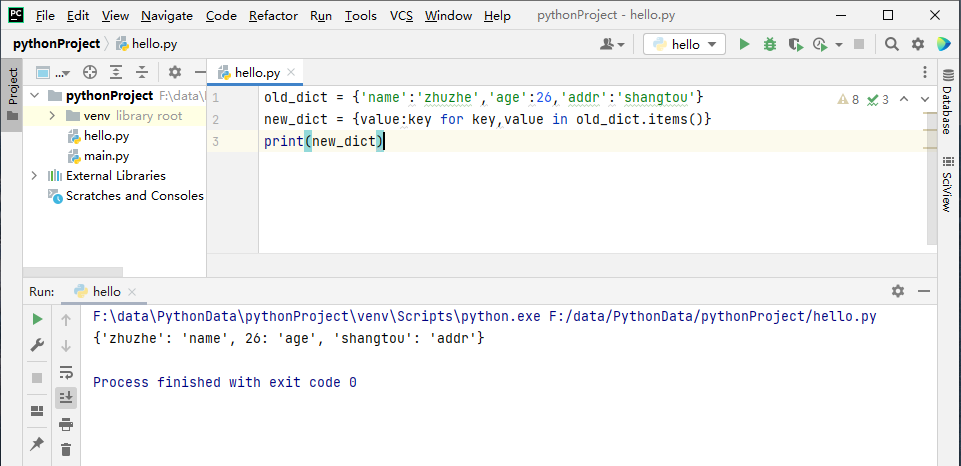 File Edit View Navigate Code Refactor Run Tools VCS Window Help pythonProject - hello.py
pythonProject hello.py hello
Project
... hello.py
pythonProject F:\data\
venv library root
hello.py
main.py
External Libraries
Scratches and Consoles
1 old_dict = {'name':'zhuzhe','age':26,'addr':'shangtou'}
2 new_dict = {value:key for key,value in old_dict.items()}
3 print(new_dict)
8 3
Database
SciView
Run: hello
F:\data\PythonData\pythonProject\venv\Scripts\python.exe F:/data/PythonData/pythonProject/hello.py
{'zhuzhe': 'name', 26: 'age', 'shangtou': 'addr'}
Process finished with exit code 0